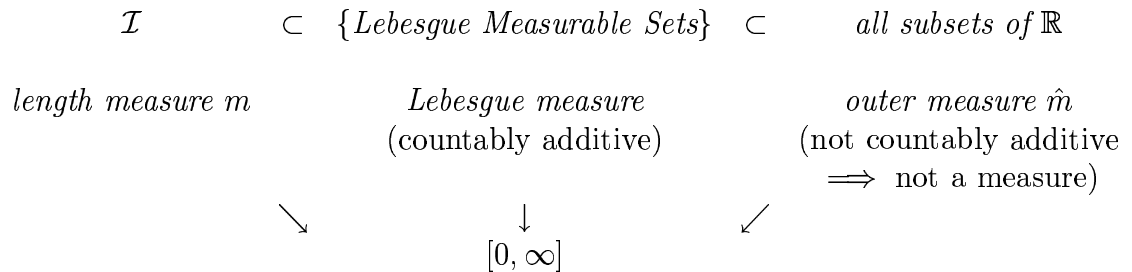 𝓘 ⊂ {Lebesgue Measurable Sets} ⊂ all subsets of ℝ
length measure m Lebesgue measure outer measure m̂
(countably additive) (not countably additive
⟹ not a measure)
↘ ↓ ↙
[0, ∞]